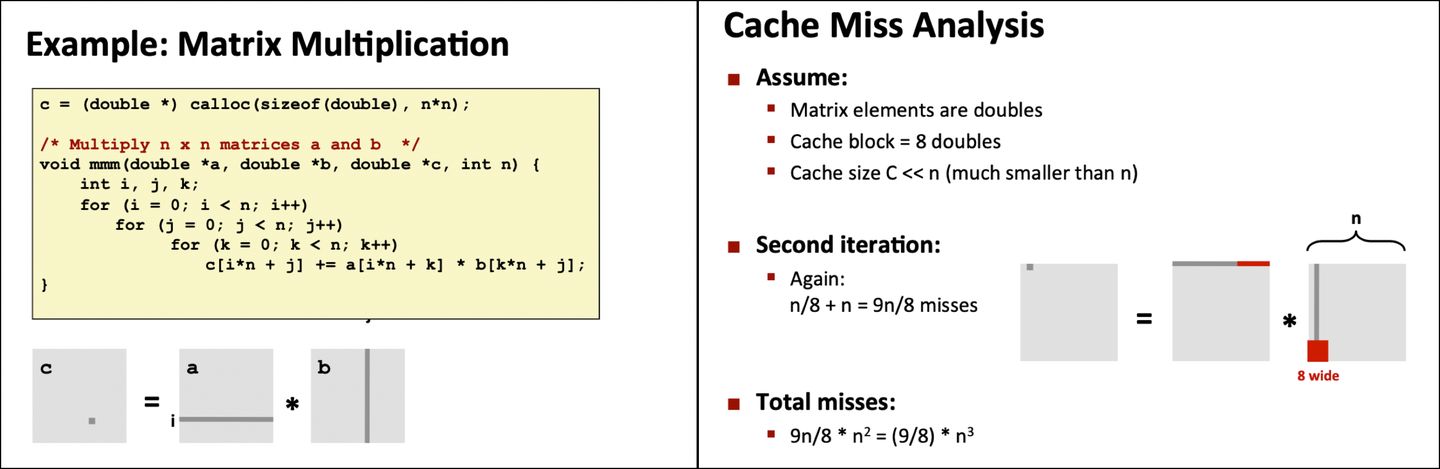 Example: Matrix Multiplication
c = (double *) calloc(sizeof(double), n*n);
/* Multiply n x n matrices a and b  */
void mmm(double *a, double *b, double *c, int n) {
    int i, j, k;
    for (i = 0; i < n; i++)
        for (j = 0; j < n; j++)
            for (k = 0; k < n; k++)
                c[i*n + j] += a[i*n + k] * b[k*n + j];
}
c
=
a
i
*
b
Cache Miss Analysis
■ Assume:
▪ Matrix elements are doubles
▪ Cache block = 8 doubles
▪ Cache size C << n (much smaller than n)
■ Second iteration:
▪ Again:
n/8 + n = 9n/8 misses
n
=
*
8 wide
■ Total misses:
▪ 9n/8 * n² = (9/8) * n³